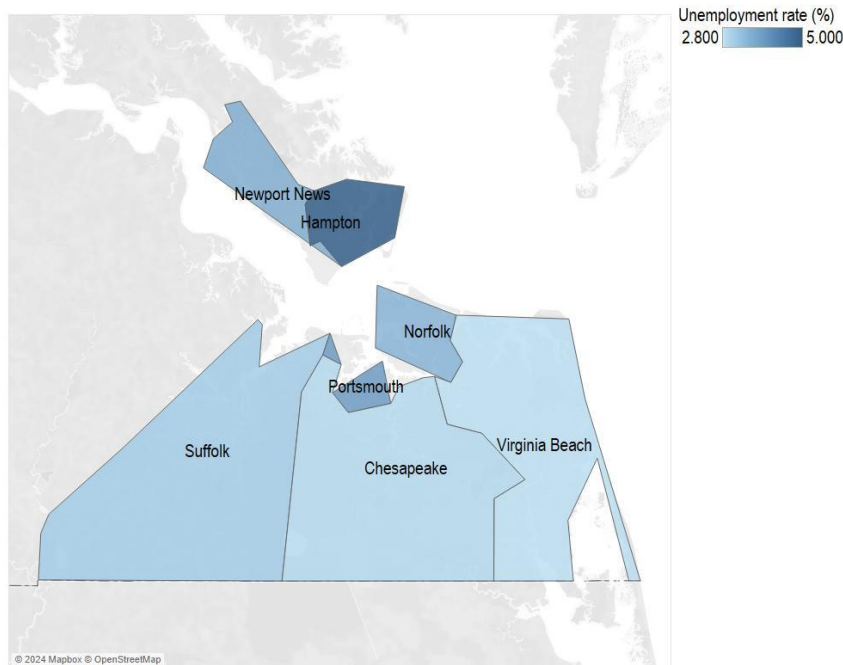 Unemployment rate (%)
2.800 5.000
Newport News
Hampton
Norfolk
Portsmouth
Suffolk
Virginia Beach
Chesapeake
© 2024 Mapbox © OpenStreetMap